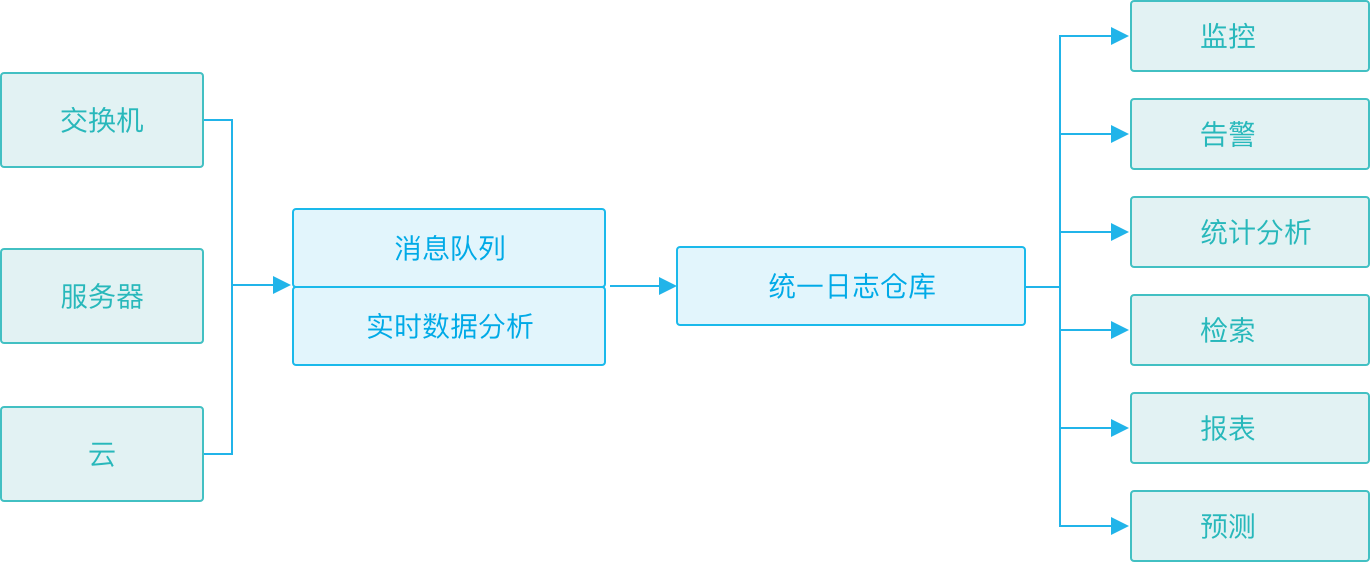 交换机
服务器
云
消息队列
实时数据分析
统一日志仓库
监控
告警
统计分析
检索
报表
预测